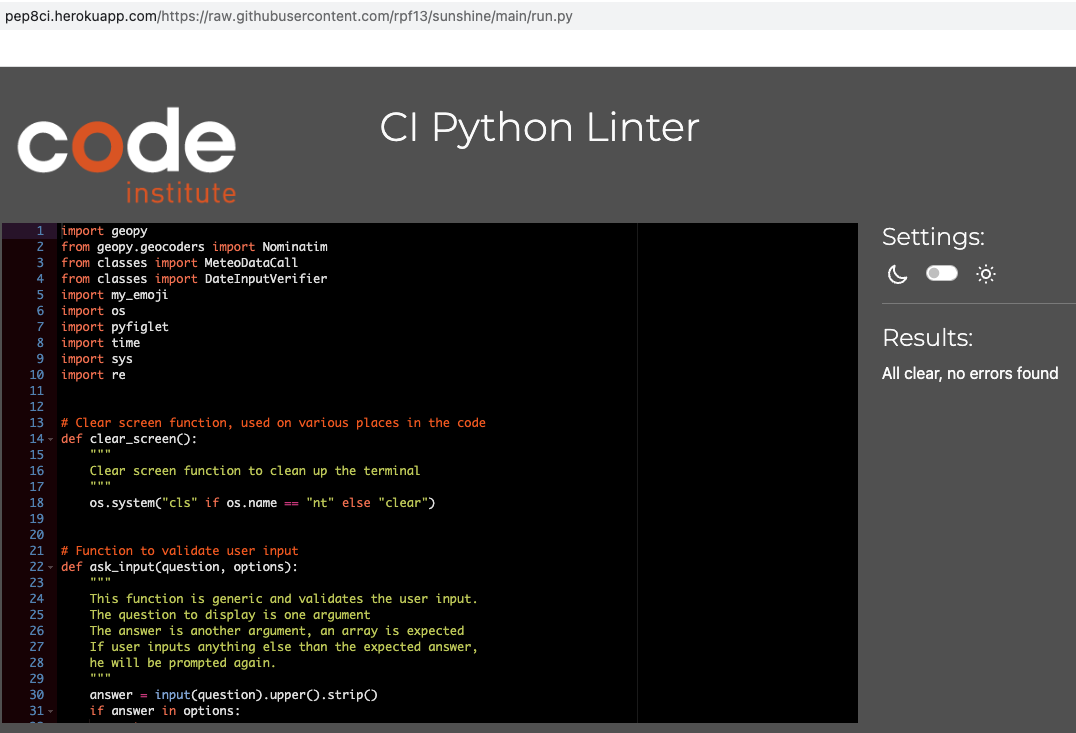 pep8ci.herokuapp.com/https://raw.githubusercontent.com/rpf13/sunshine/main/run.py
code
institute
CI Python Linter
1 import geopy
2 from geopy.geocoders import Nominatim
3 from classes import MeteoDataCall
4 from classes import DateInputVerifier
5 import my_emoji
6 import os
7 import pyfiglet
8 import time
9 import sys
10 import re
11
12
13 # Clear screen function, used on various places in the code
14 def clear_screen():
15     """
16     Clear screen function to clean up the terminal
17     """
18     os.system("cls" if os.name == "nt" else "clear")
19
20
21 # Function to validate user input
22 def ask_input(question, options):
23     """
24     This function is generic and validates the user input.
25     The question to display is one argument
26     The answer is another argument, an array is expected
27     If user inputs anything else than the expected answer,
28     he will be prompted again.
29     """
30     answer = input(question).upper().strip()
31     if answer in options:
Settings:
Results:
All clear, no errors found